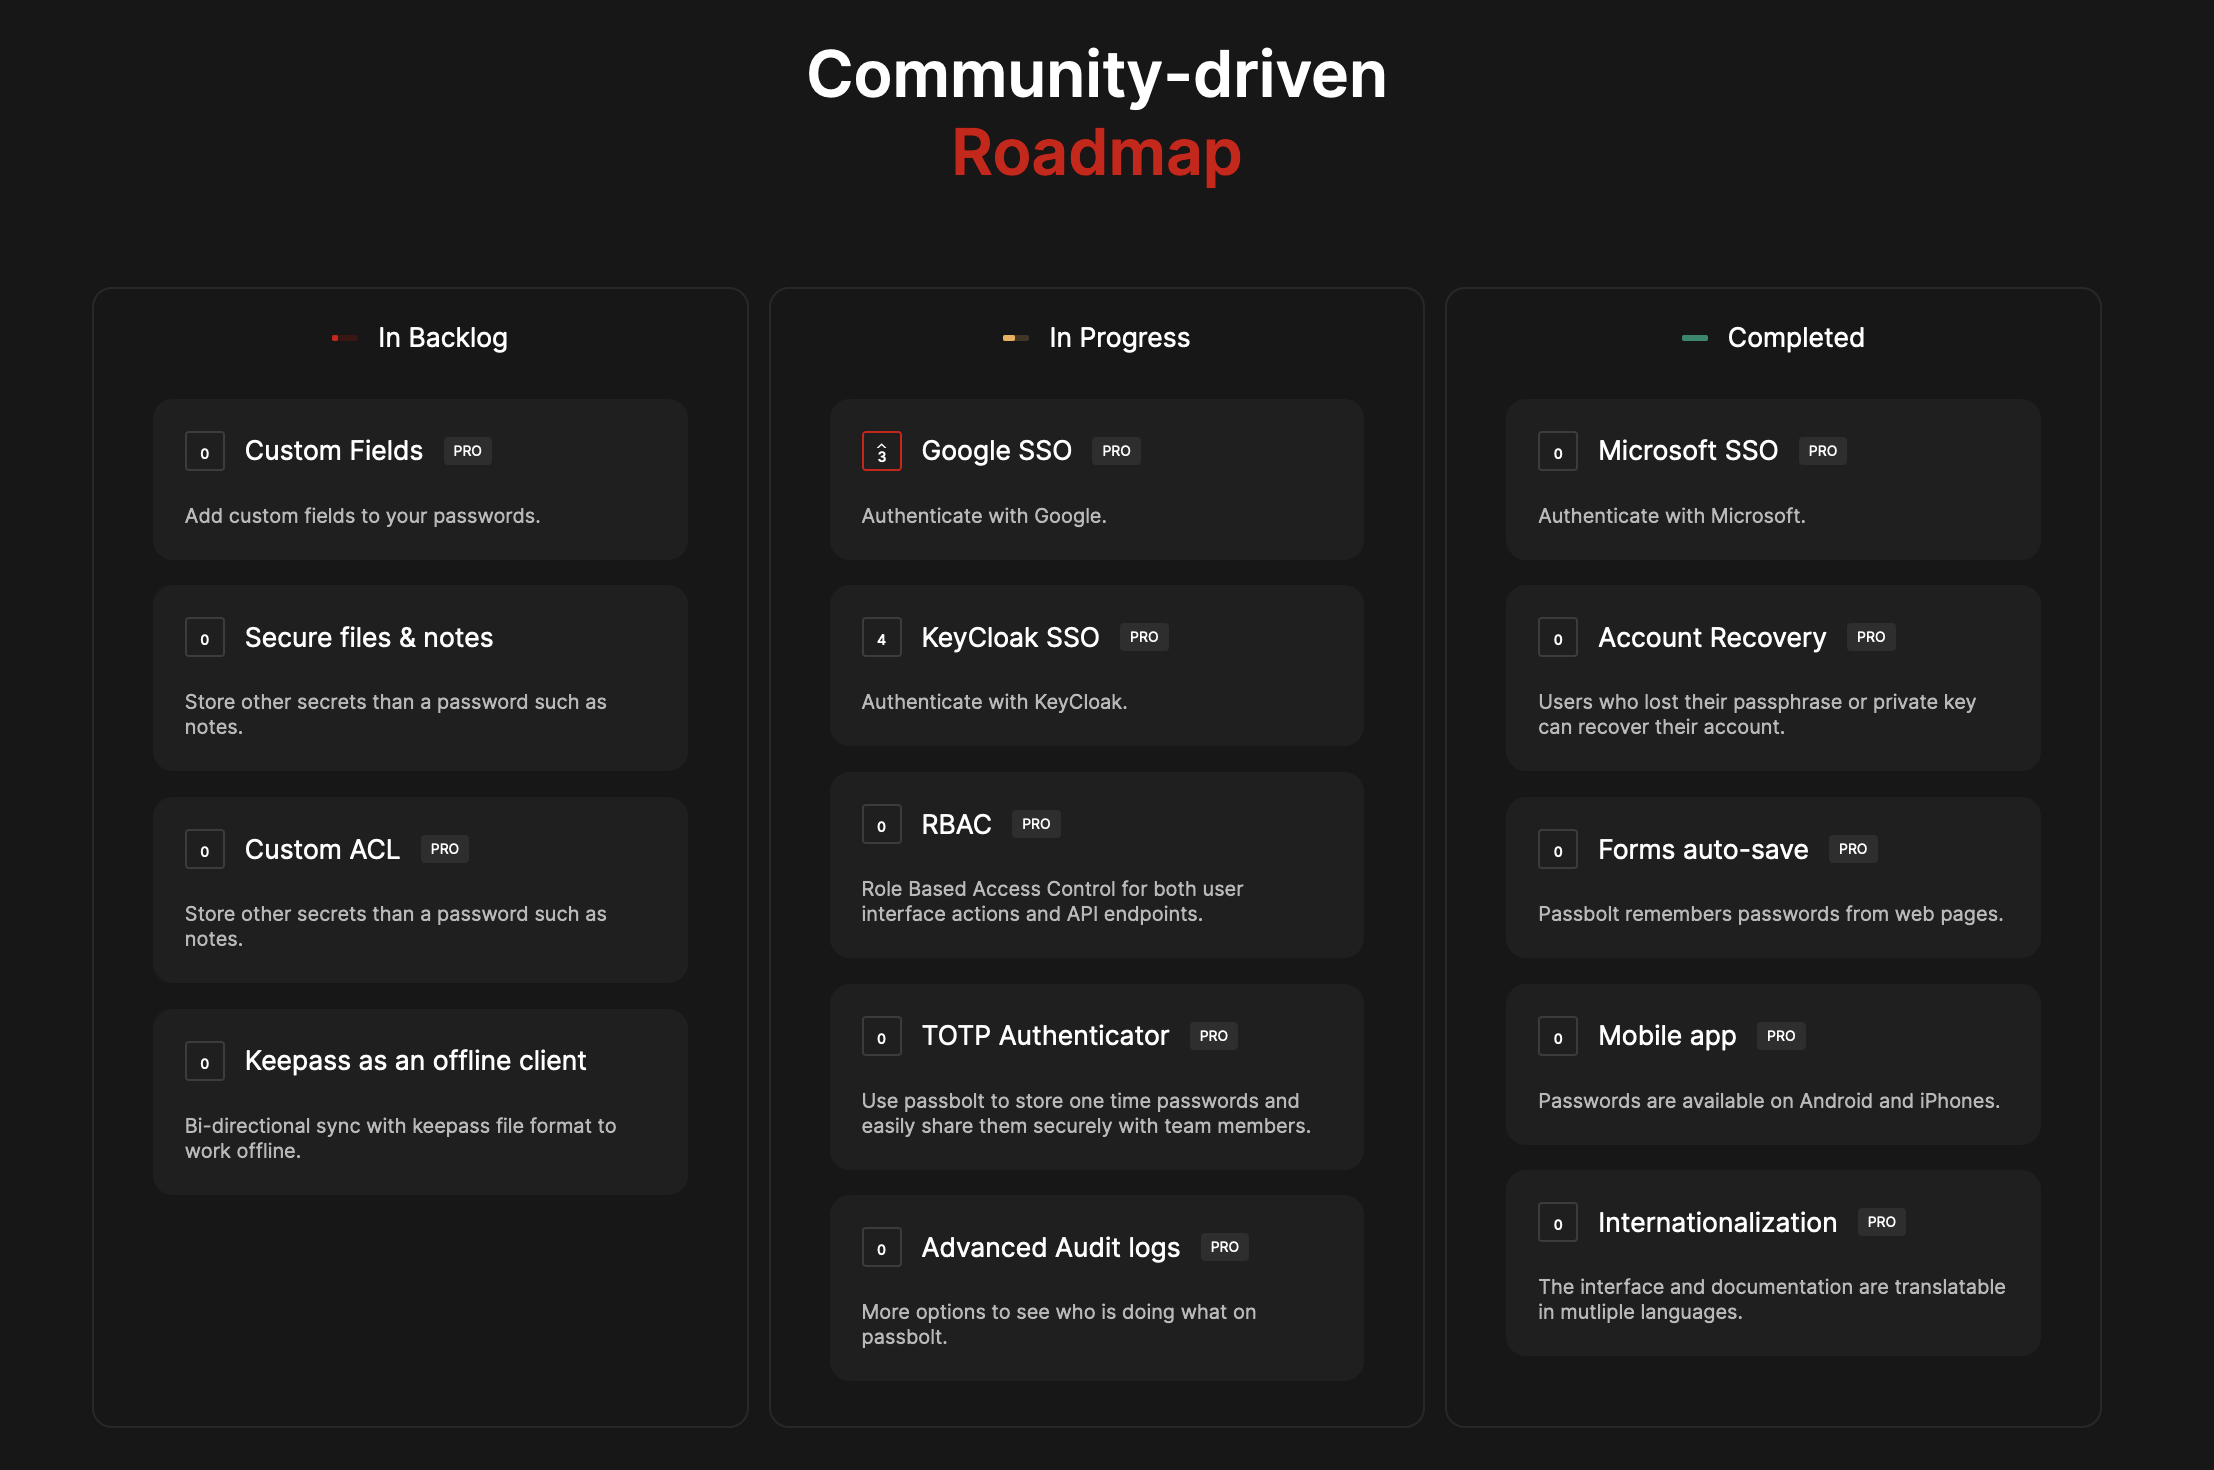 Community-driven
Roadmap
In Backlog
0
Custom Fields
PRO
Add custom fields to your passwords.
0
Secure files & notes
Store other secrets than a password such as
notes.
0
Custom ACL
PRO
Store other secrets than a password such as
notes.
0
Keepass as an offline client
Bi-directional sync with keepass file format to
work offline.
In Progress
3
Google SSO
PRO
Authenticate with Google.
4
KeyCloak SSO
PRO
Authenticate with KeyCloak.
0
RBAC
PRO
Role Based Access Control for both user
interface actions and API endpoints.
0
TOTP Authenticator
PRO
Use passbolt to store one time passwords and
easily share them securely with team members.
0
Advanced Audit logs
PRO
More options to see who is doing what on
passbolt.
Completed
0
Microsoft SSO
PRO
Authenticate with Microsoft.
0
Account Recovery
PRO
Users who lost their passphrase or private key
can recover their account.
0
Forms auto-save
PRO
Passbolt remembers passwords from web pages.
0
Mobile app
PRO
Passwords are available on Android and iPhones.
0
Internationalization
PRO
The interface and documentation are translatable
in mutliple languages.